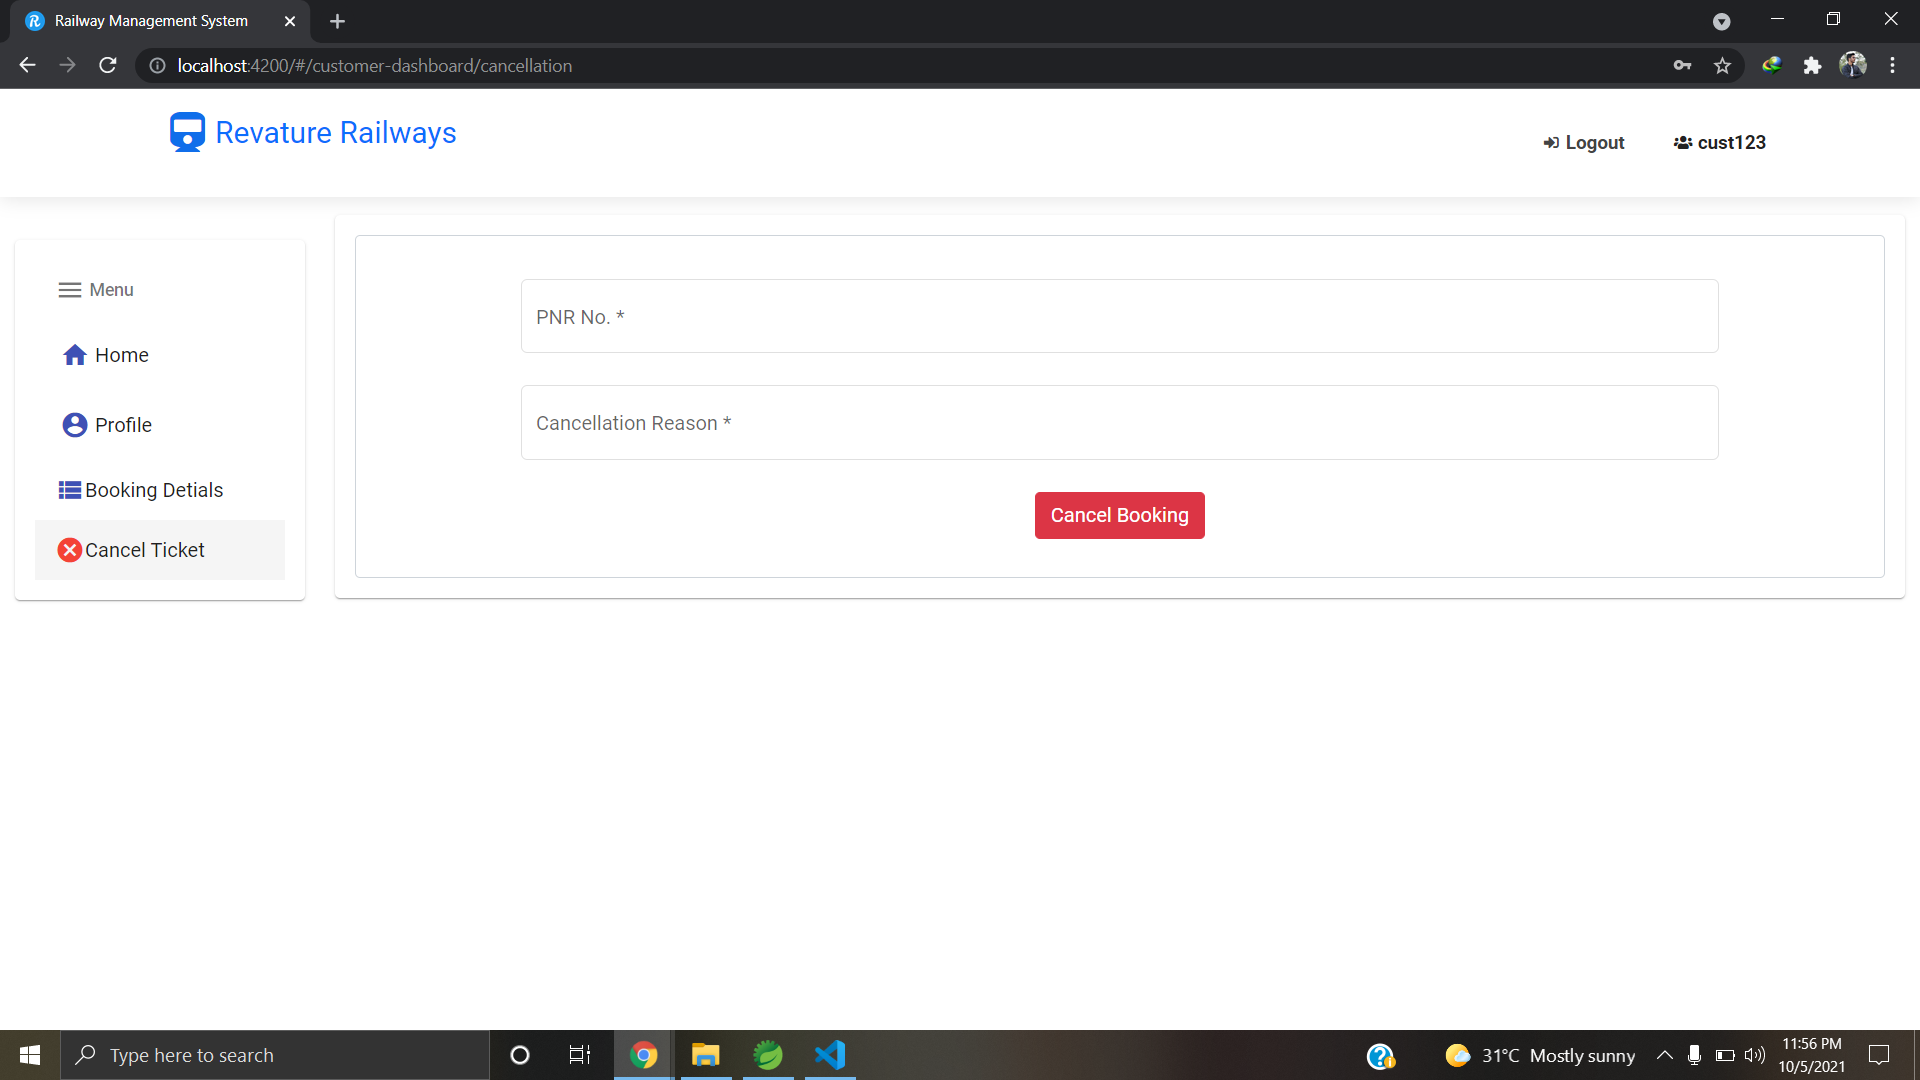 Railway Management System
localhost:4200/#/customer-dashboard/cancellation
Revature Railways
Logout
cust123
Menu
Home
Profile
Booking Detials
Cancel Ticket
PNR No. *
Cancellation Reason *
Cancel Booking
Type here to search
31°C Mostly sunny
11:56 PM
10/5/2021